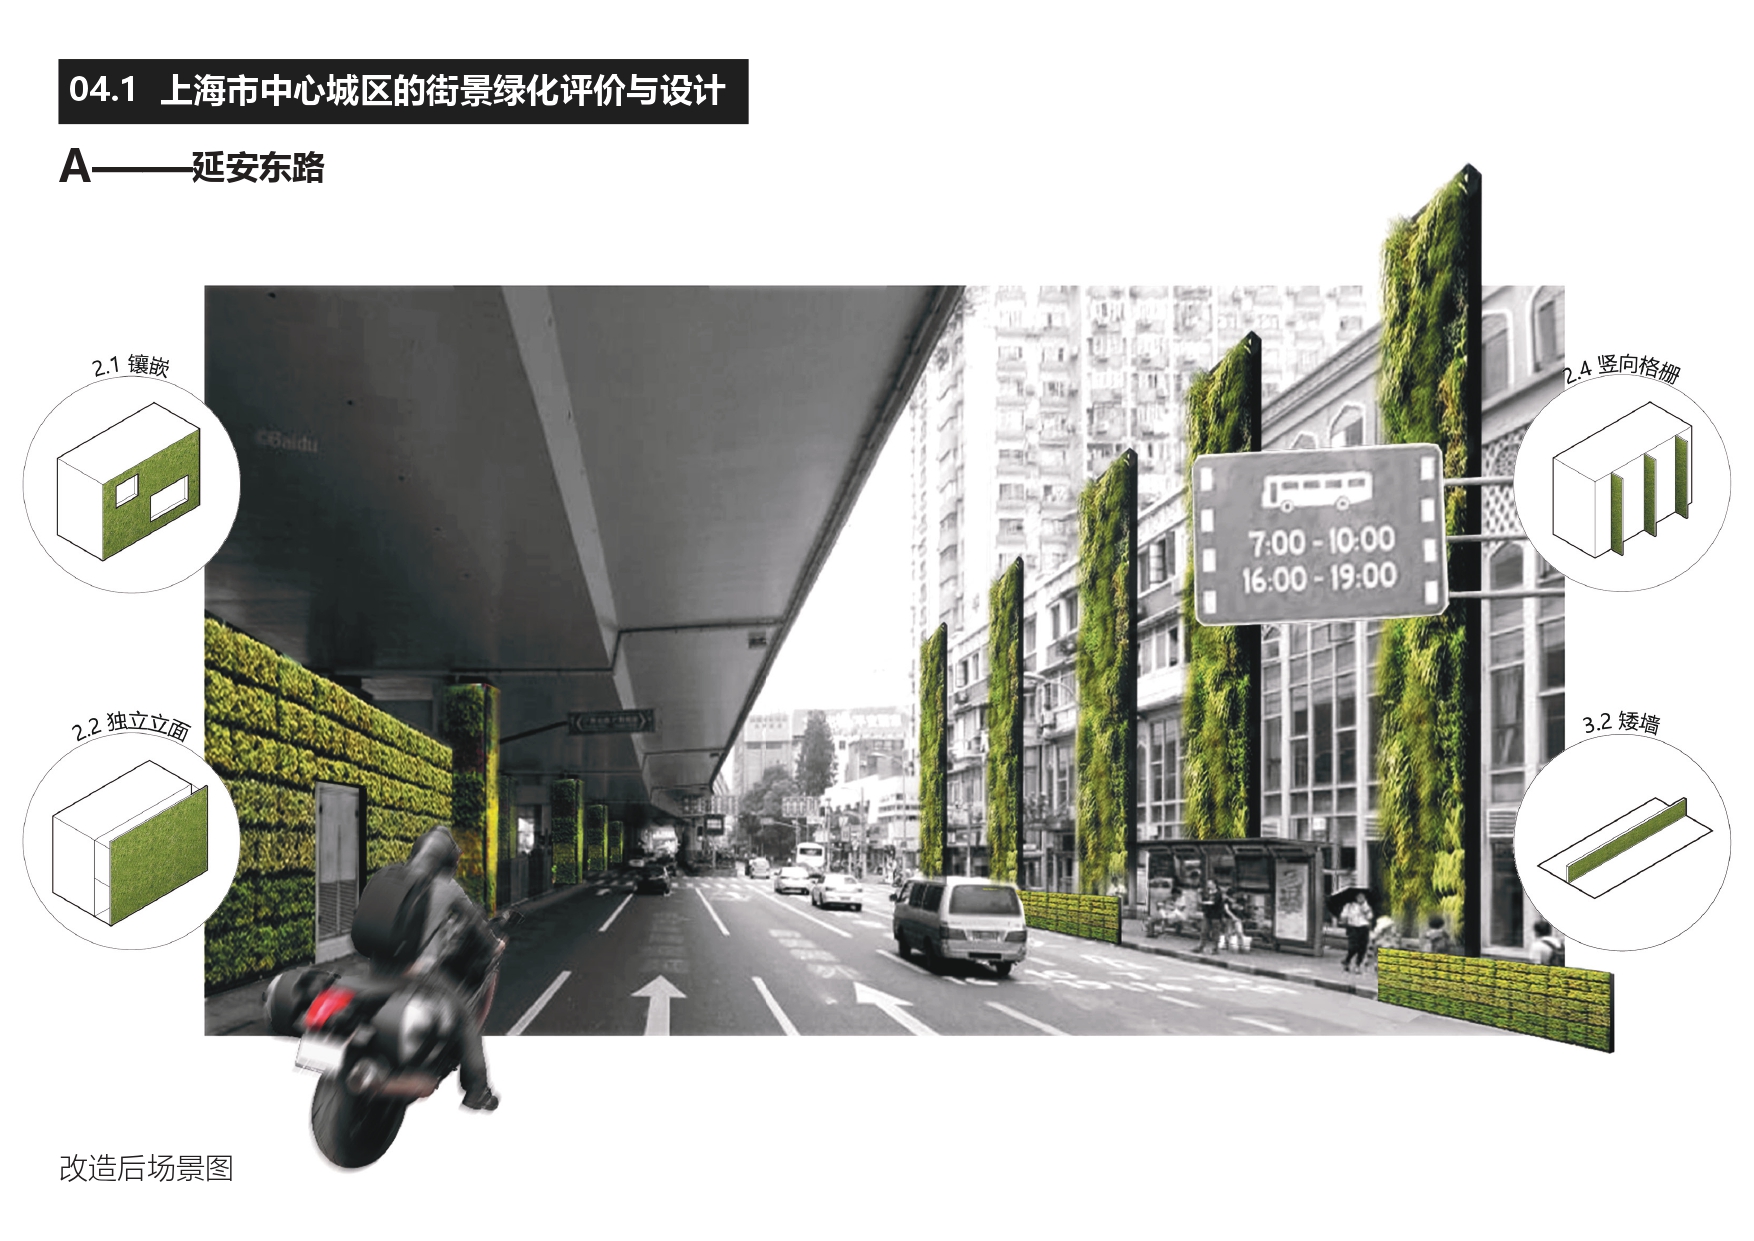 04.1 上海市中心城区的街景绿化评价与设计
A———延安东路
2.1 镶嵌
2.4 竖向格栅
©Baidu
7:00 - 10:00
16:00 - 19:00
2.2 独立立面
3.2 矮墙
改造后场景图